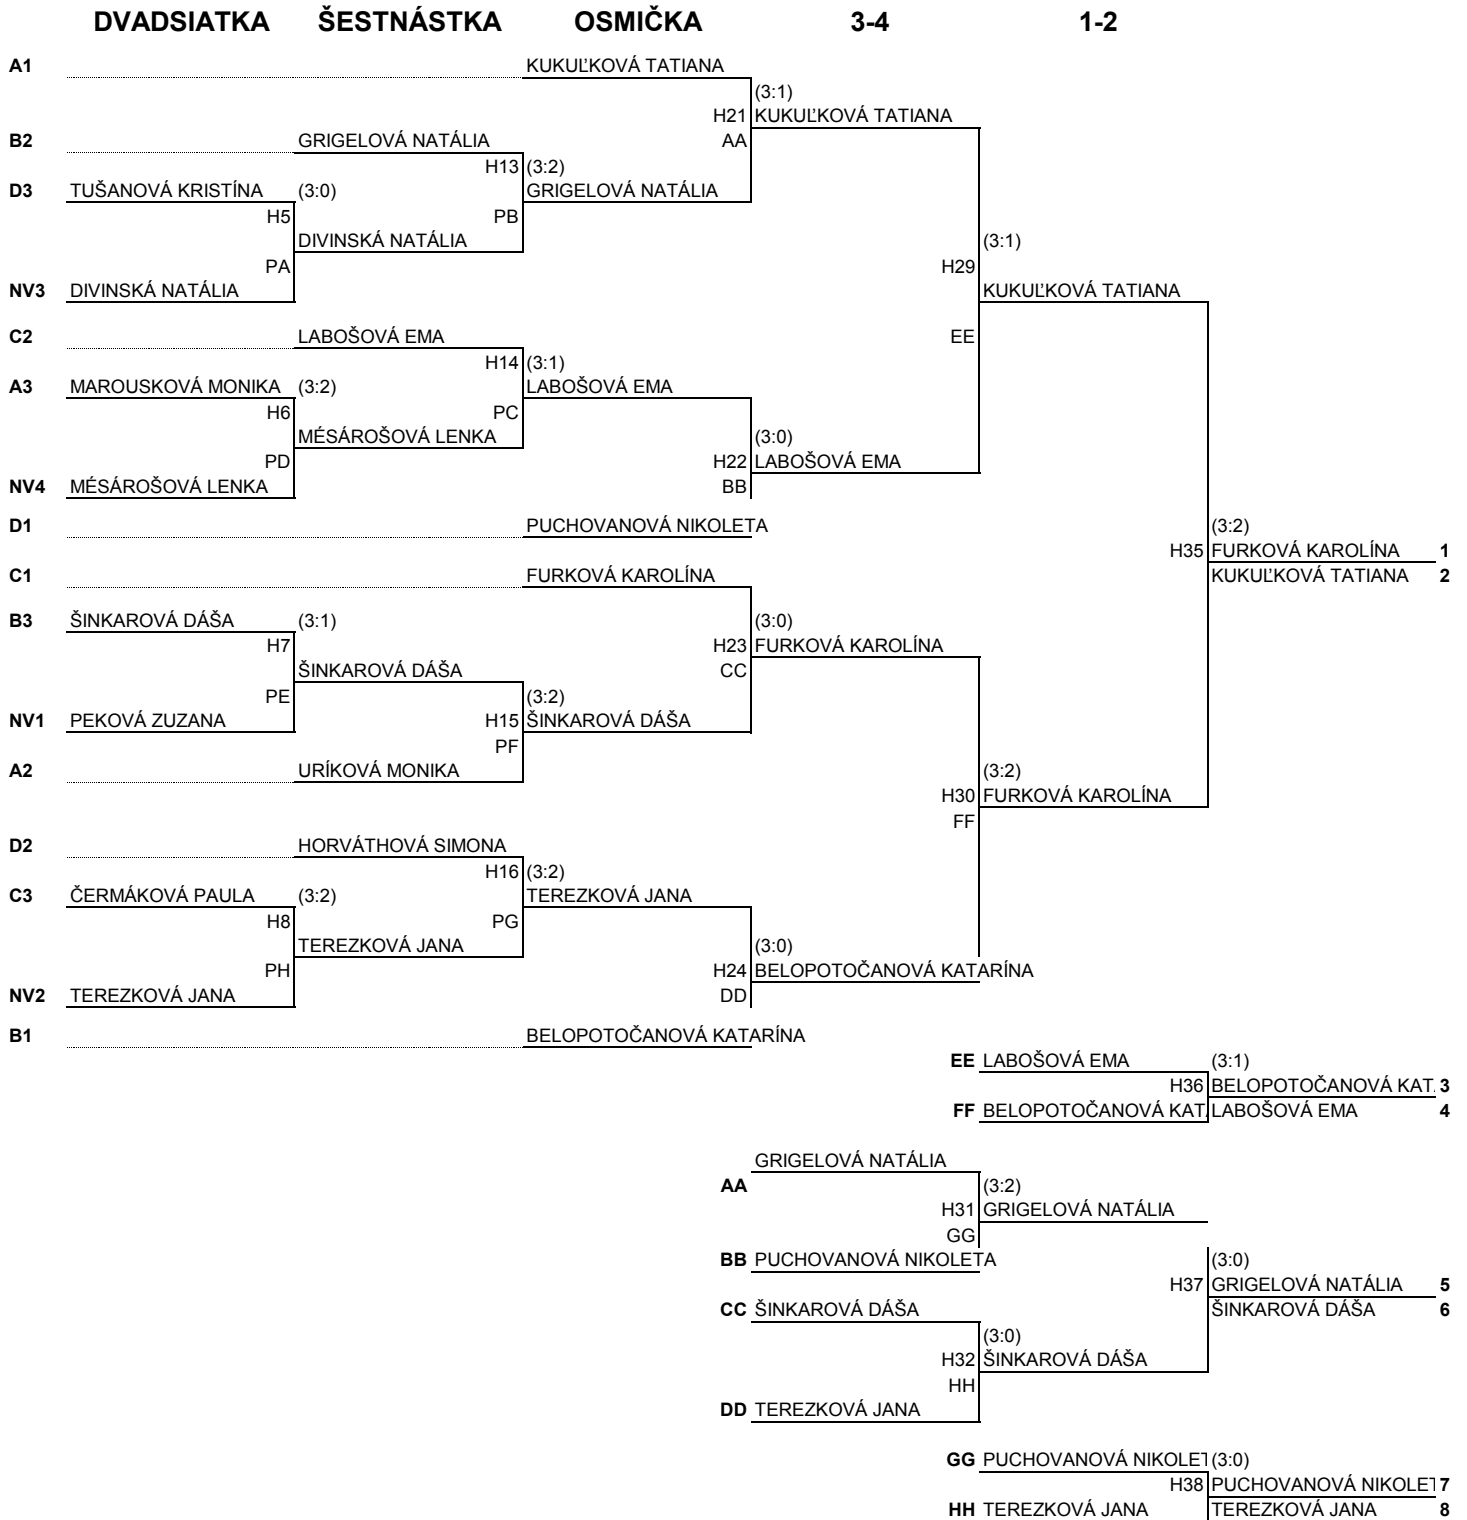 DVADSIATKA ŠESTNÁSTKA OSMIČKA 3-4 1-2
A1 KUKUĽKOVÁ TATIANA
(3:1)
H21 KUKUĽKOVÁ TATIANA
B2 GRIGELOVÁ NATÁLIA AA
H13 (3:2)
D3 TUŠANOVÁ KRISTÍNA (3:0) GRIGELOVÁ NATÁLIA
H5 PB
DIVINSKÁ NATÁLIA (3:1)
PA H29
NV3 DIVINSKÁ NATÁLIA KUKUĽKOVÁ TATIANA
C2 LABOŠOVÁ EMA EE
H14 (3:1)
A3 MAROUSKOVÁ MONIKA (3:2) LABOŠOVÁ EMA
H6 PC
MÉSÁROŠOVÁ LENKA (3:0)
PD H22 LABOŠOVÁ EMA
NV4 MÉSÁROŠOVÁ LENKA BB
D1 PUCHOVANOVÁ NIKOLETA (3:2)
H35 FURKOVÁ KAROLÍNA 1
C1 FURKOVÁ KAROLÍNA KUKUĽKOVÁ TATIANA 2
B3 ŠINKAROVÁ DÁŠA (3:1) (3:0)
H7 H23 FURKOVÁ KAROLÍNA
ŠINKAROVÁ DÁŠA CC
PE (3:2)
NV1 PEKOVÁ ZUZANA H15 ŠINKAROVÁ DÁŠA
PF
A2 URÍKOVÁ MONIKA (3:2)
H30 FURKOVÁ KAROLÍNA
FF
D2 HORVÁTHOVÁ SIMONA
H16 (3:2)
C3 ČERMÁKOVÁ PAULA (3:2) TEREZKOVÁ JANA
H8 PG
TEREZKOVÁ JANA (3:0)
PH H24 BELOPOTOČANOVÁ KATARÍNA
NV2 TEREZKOVÁ JANA DD
B1 BELOPOTOČANOVÁ KATARÍNA
EE LABOŠOVÁ EMA (3:1)
H36 BELOPOTOČANOVÁ KAT. 3
FF BELOPOTOČANOVÁ KAT LABOŠOVÁ EMA 4
GRIGELOVÁ NATÁLIA
AA (3:2)
H31 GRIGELOVÁ NATÁLIA
GG
BB PUCHOVANOVÁ NIKOLETA (3:0)
H37 GRIGELOVÁ NATÁLIA 5
CC ŠINKAROVÁ DÁŠA ŠINKAROVÁ DÁŠA 6
(3:0)
H32 ŠINKAROVÁ DÁŠA
HH
DD TEREZKOVÁ JANA
GG PUCHOVANOVÁ NIKOLET (3:0)
H38 PUCHOVANOVÁ NIKOLET 7
HH TEREZKOVÁ JANA TEREZKOVÁ JANA 8